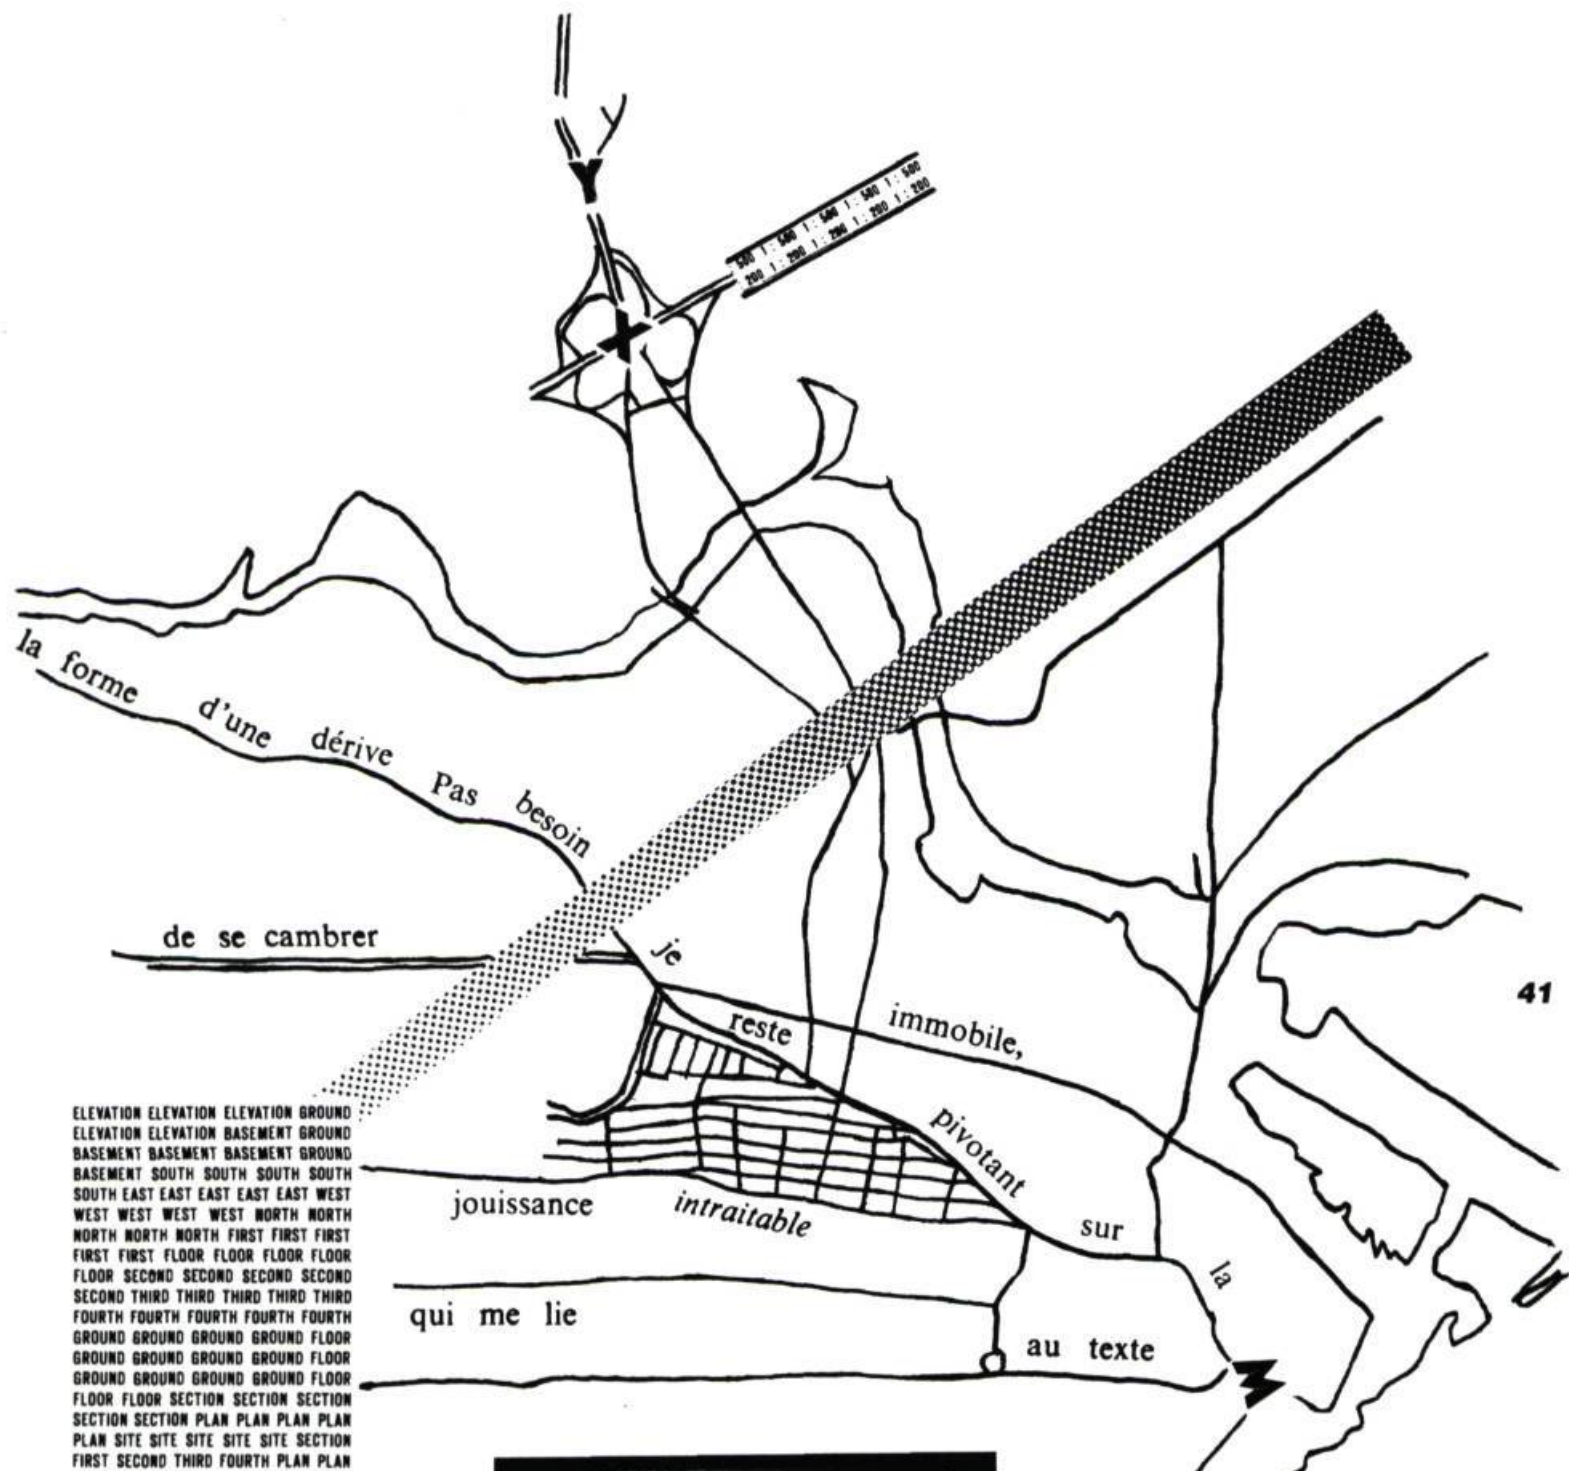 Y
500 1 : 500 1 : 500 1 : 500 1 : 500
200 1 : 200 1 : 200 1 : 200 1 : 200
X
la forme d'une dérive Pas besoin
de se cambrer
je reste immobile,
41
pivotant sur la
jouissance intraitable
qui me lie
au texte
Z
ELEVATION ELEVATION ELEVATION GROUND
ELEVATION ELEVATION BASEMENT GROUND
BASEMENT BASEMENT BASEMENT GROUND
BASEMENT SOUTH SOUTH SOUTH SOUTH
SOUTH EAST EAST EAST EAST EAST WEST
WEST WEST WEST WEST NORTH NORTH
NORTH NORTH NORTH FIRST FIRST FIRST
FIRST FIRST FLOOR FLOOR FLOOR FLOOR
FLOOR SECOND SECOND SECOND SECOND
SECOND THIRD THIRD THIRD THIRD THIRD
FOURTH FOURTH FOURTH FOURTH FOURTH
GROUND GROUND GROUND GROUND FLOOR
GROUND GROUND GROUND GROUND FLOOR
GROUND GROUND GROUND GROUND FLOOR
FLOOR FLOOR SECTION SECTION SECTION
SECTION SECTION PLAN PLAN PLAN PLAN
PLAN SITE SITE SITE SITE SITE SECTION
FIRST SECOND THIRD FOURTH PLAN PLAN